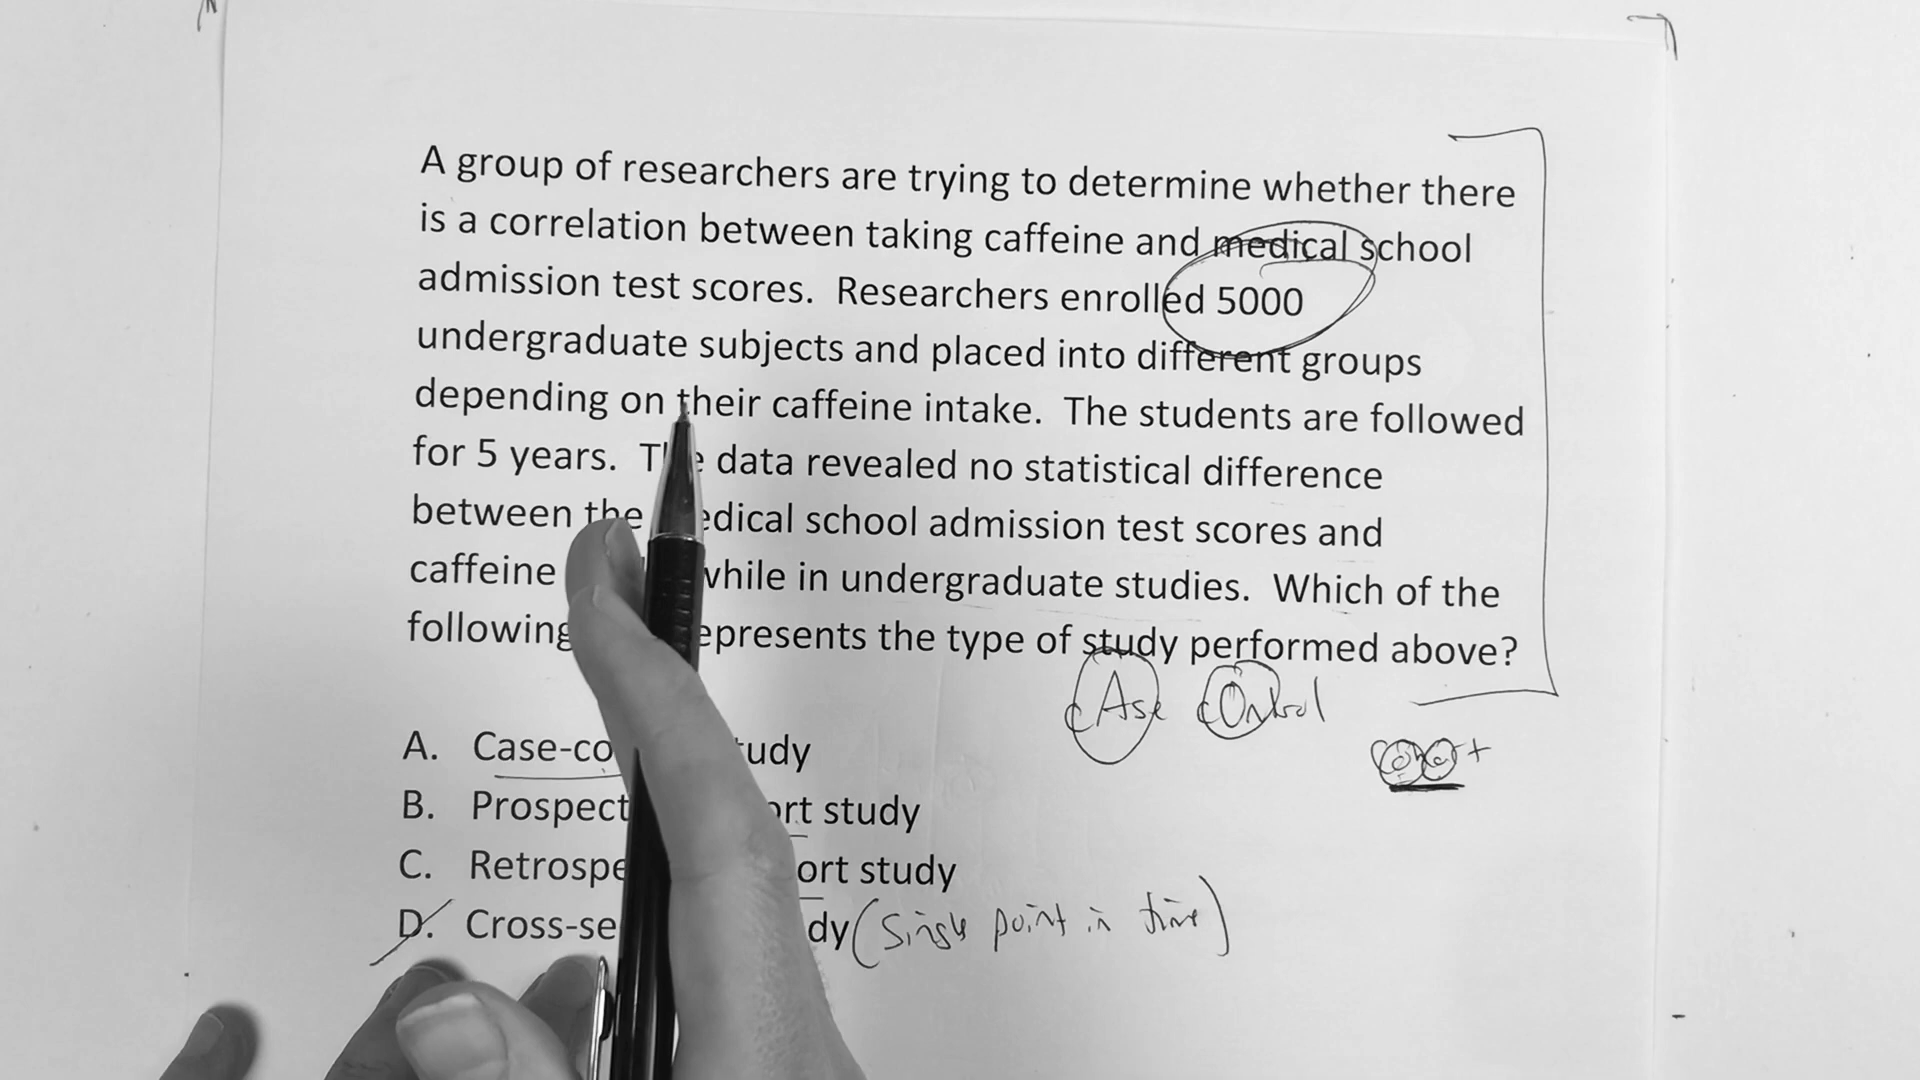 A group of researchers are trying to determine whether there
is a correlation between taking caffeine and medical school
admission test scores. Researchers enrolled 5000
undergraduate subjects and placed into different groups
depending on their caffeine intake. The students are followed
for 5 years. The data revealed no statistical difference
between the medical school admission test scores and
caffeine while in undergraduate studies. Which of the
following epresents the type of study performed above?
cAse cOntrol
A. Case-co tudy
cohort
B. Prospect ort study
C. Retrospe ort study
D. Cross-se dy (Single point in time)